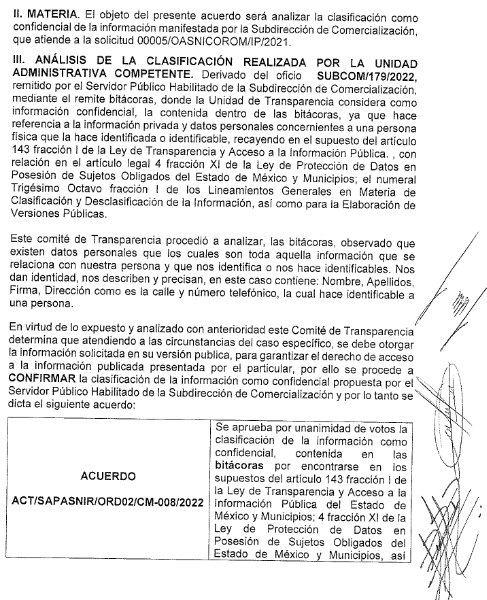 II. MATERIA. El objeto del presente acuerdo será analizar la clasificación como
confidencial de la información manifestada por la Subdirección de Comercialización,
que atiende a la solicitud 00005/OASNICOROM/IP/2021.
III. ANÁLISIS DE LA CLASIFICACIÓN REALIZADA POR LA UNIDAD
ADMINISTRATIVA COMPETENTE. Derivado del oficio SUBCOM/179/2022,
remitido por el Servidor Público Habilitado de la Subdirección de Comercialización,
mediante el remite bitácoras, donde la Unidad de Transparencia considera como
información confidencial, la contenida dentro de las bitácoras, ya que hace
referencia a la información privada y datos personales concernientes a una persona
física que la hace identificada o identificable, recayendo en el supuesto del artículo
143 fracción I de la Ley de Transparencia y Acceso a la Información Pública. , con
relación en el artículo legal 4 fracción XI de la Ley de Protección de Datos en
Posesión de Sujetos Obligados del Estado de México y Municipios; el numeral
Trigésimo Octavo fracción I de los Lineamientos Generales en Materia de
Clasificación y Desclasificación de la Información, así como para la Elaboración de
Versiones Públicas.
Este comité de Transparencia procedió a analizar, las bitácoras, observado que
existen datos personales que los cuales son toda aquella información que se
relaciona con nuestra persona y que nos identifica o nos hace identificables. Nos
dan identidad, nos describen y precisan, en este caso contiene: Nombre, Apellidos,
Firma, Dirección como es la calle y número telefónico, la cual hace identificable a
una persona.
En virtud de lo expuesto y analizado con anterioridad este Comité de Transparencia
determina que atendiendo a las circunstancias del caso específico, se debe otorgar
la información solicitada en su versión publica, para garantizar el derecho de acceso
a la información publicada presentada por el particular, por ello se procede a
CONFIRMAR la clasificación de la información como confidencial propuesta por el
Servidor Público Habilitado de la Subdirección de Comercialización y por lo tanto se
dicta el siguiente acuerdo:
ACUERDO
ACT/SAPASNIR/ORD02/CM-008/2022
Se aprueba por unanimidad de votos la
clasificación de la información como
confidencial, contenida en las
bitácoras por encontrarse en los
supuestos del artículo 143 fracción I de
la Ley de Transparencia y Acceso a la
Información Pública del Estado de
México y Municipios; 4 fracción XI de la
Ley de Protección de Datos en
Posesión de Sujetos Obligados del
Estado de México y Municipios, así